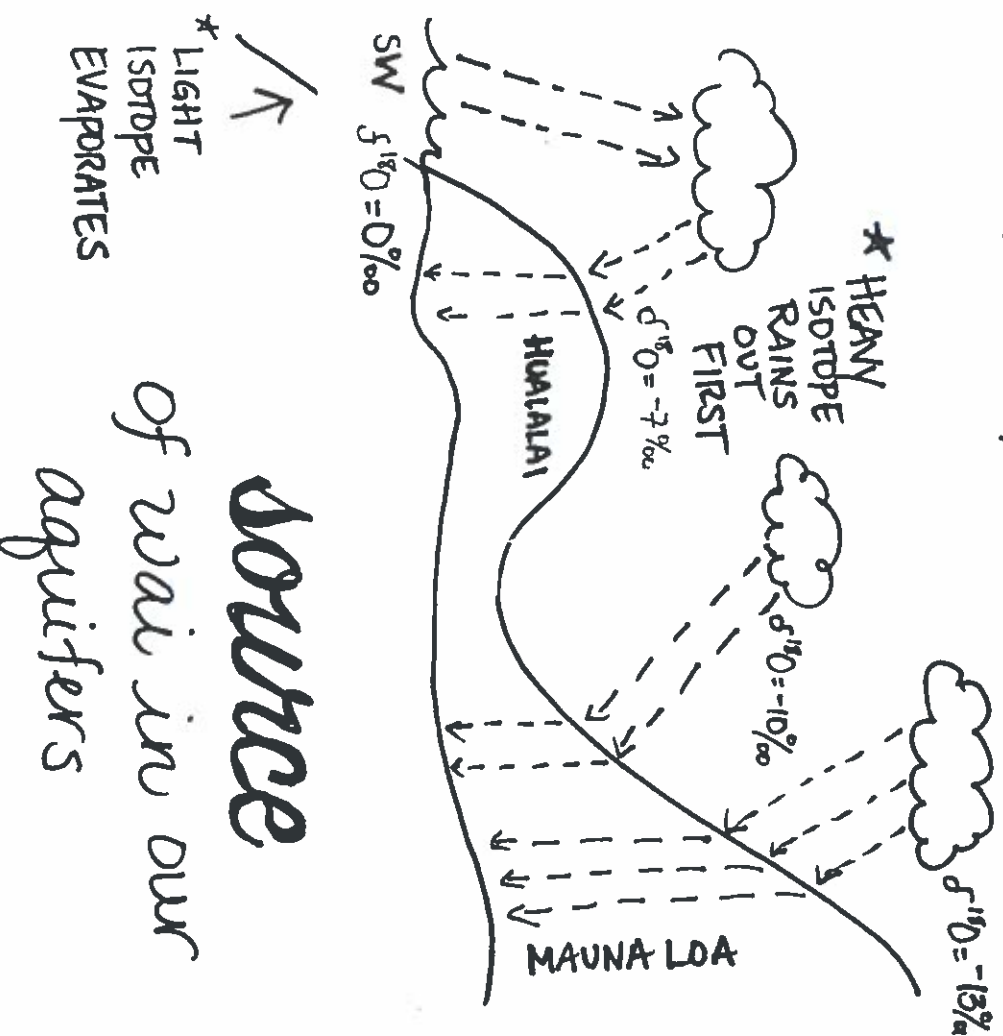 * HEAVY
ISOTOPE
RAINS
OUT
FIRST
δ¹⁸O = -13‰
δ¹⁸O = -10‰
δ¹⁸O = -7‰
HUALALAI
MAUNA LOA
SW
δ¹⁸O = 0‰
* LIGHT
ISOTOPE
EVAPORATES
source
of wai in our
aquifers